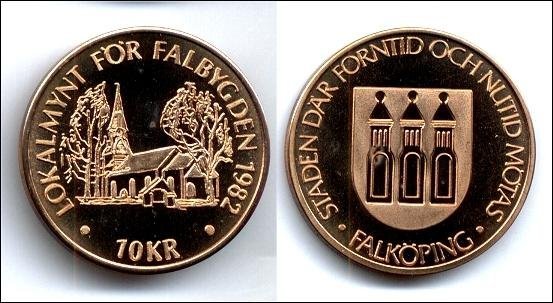 · LOKALMYNT FÖR FALBYGDEN 1982 ·
10KR
· STADEN DÄR FORNTID OCH NUTID MÖTAS ·
FALKÖPING